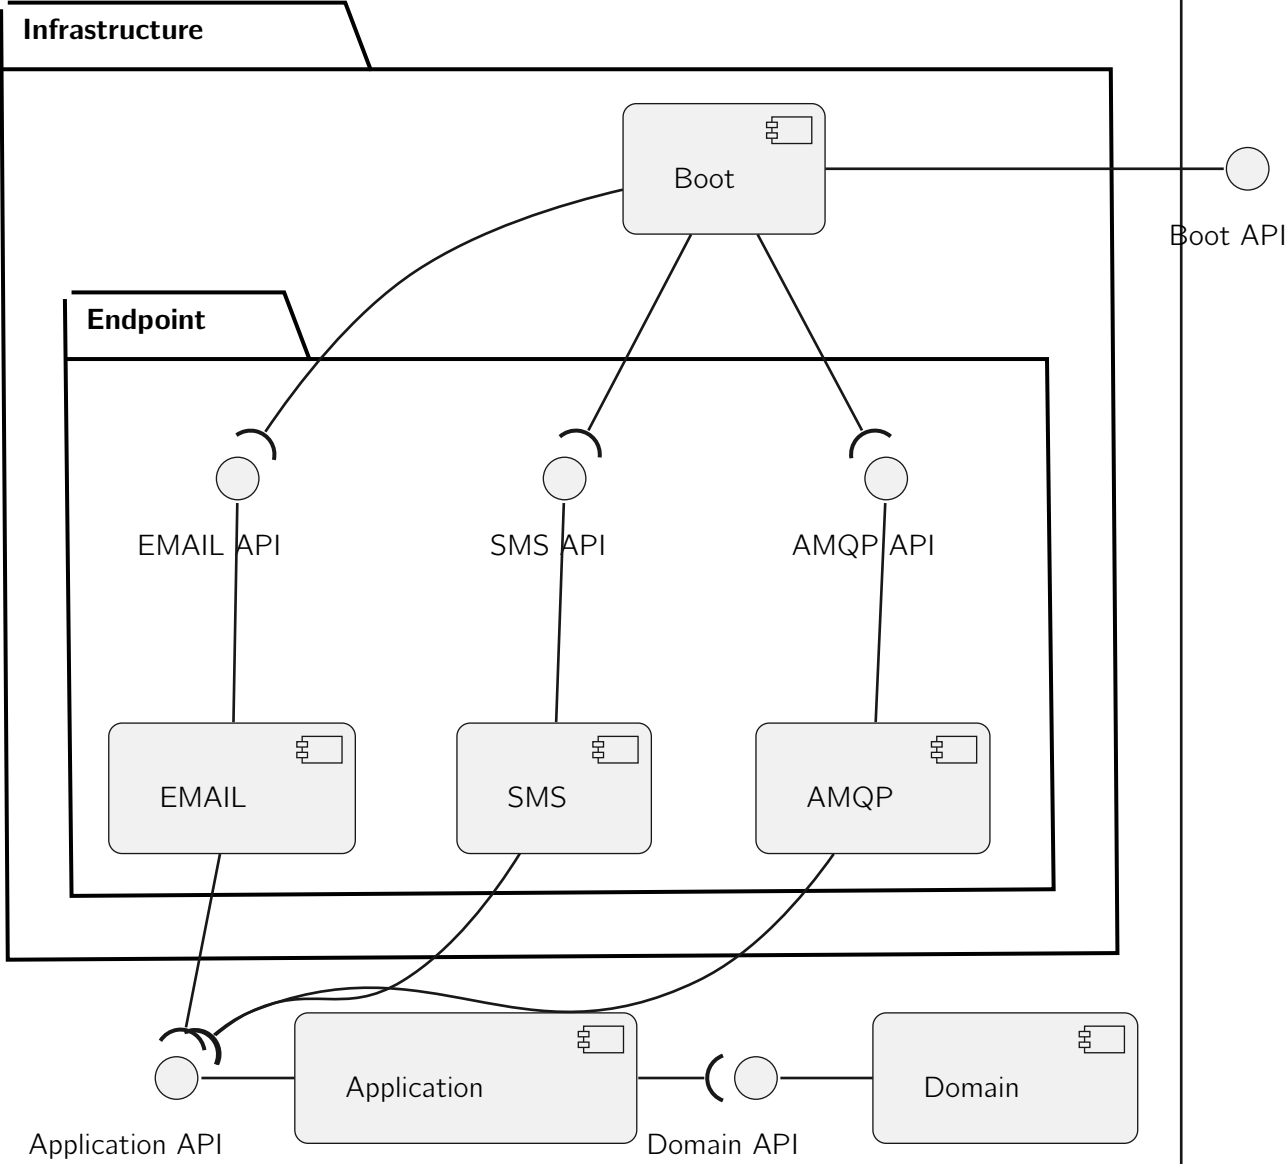 Infrastructure
Boot
Boot API
Endpoint
EMAIL API
SMS API
AMQP API
EMAIL
SMS
AMQP
Application
Domain
Application API
Domain API